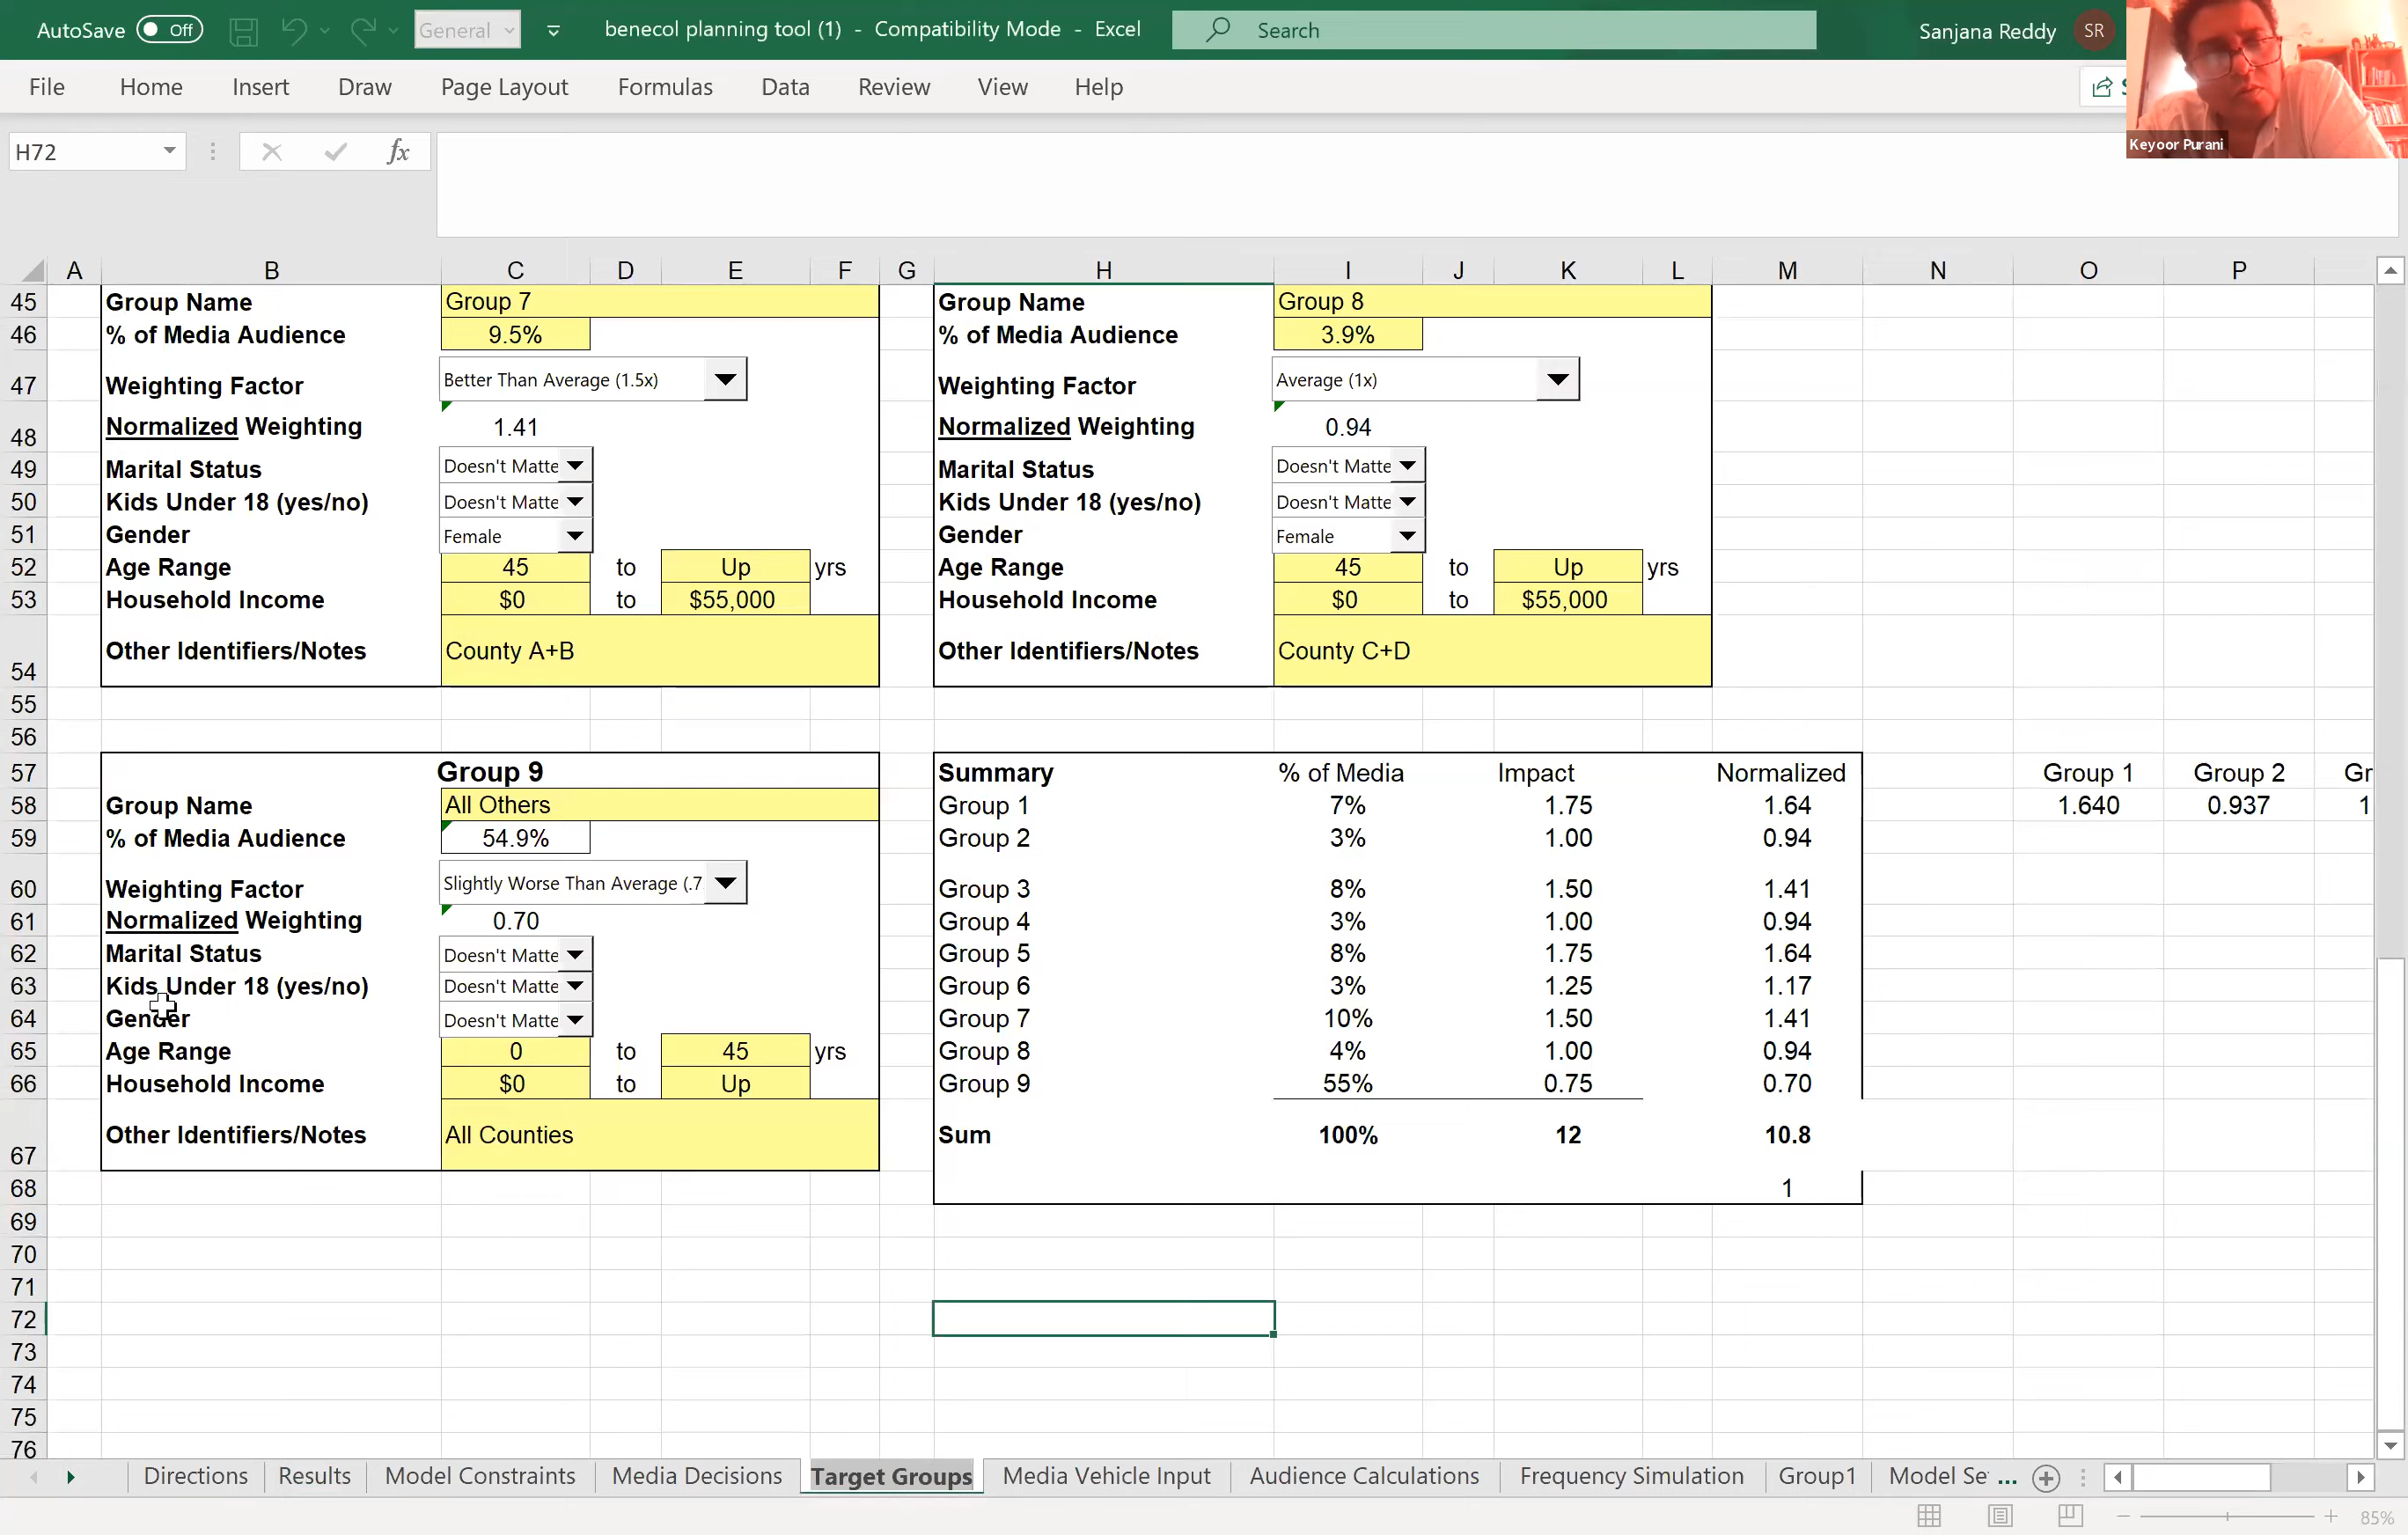 AutoSave Off General benecol planning tool (1) - Compatibility Mode - Excel Search Sanjana Reddy SR
File Home Insert Draw Page Layout Formulas Data Review View Help
Keyoor Purani
H72 fx
A B C D E F G H I J K L M N O P
45 Group Name Group 7 Group Name Group 8
46 % of Media Audience 9.5% % of Media Audience 3.9%
47 Weighting Factor Better Than Average (1.5x) Weighting Factor Average (1x)
48 Normalized Weighting 1.41 Normalized Weighting 0.94
49 Marital Status Doesn't Matte Marital Status Doesn't Matte
50 Kids Under 18 (yes/no) Doesn't Matte Kids Under 18 (yes/no) Doesn't Matte
51 Gender Female Gender Female
52 Age Range 45 to Up yrs Age Range 45 to Up yrs
53 Household Income $0 to $55,000 Household Income $0 to $55,000
54 Other Identifiers/Notes County A+B Other Identifiers/Notes County C+D
55
56
57 Group 9 Summary % of Media Impact Normalized Group 1 Group 2 Gr
58 Group Name All Others Group 1 7% 1.75 1.64 1.640 0.937 1
59 % of Media Audience 54.9% Group 2 3% 1.00 0.94
60 Weighting Factor Slightly Worse Than Average (.7 Group 3 8% 1.50 1.41
61 Normalized Weighting 0.70 Group 4 3% 1.00 0.94
62 Marital Status Doesn't Matte Group 5 8% 1.75 1.64
63 Kids Under 18 (yes/no) Doesn't Matte Group 6 3% 1.25 1.17
64 Gender Doesn't Matte Group 7 10% 1.50 1.41
65 Age Range 0 to 45 yrs Group 8 4% 1.00 0.94
66 Household Income $0 to Up Group 9 55% 0.75 0.70
67 Other Identifiers/Notes All Counties Sum 100% 12 10.8
68 1
69
70
71
72
73
74
75
76
Directions Results Model Constraints Media Decisions Target Groups Media Vehicle Input Audience Calculations Frequency Simulation Group1 Model Se ...
85%